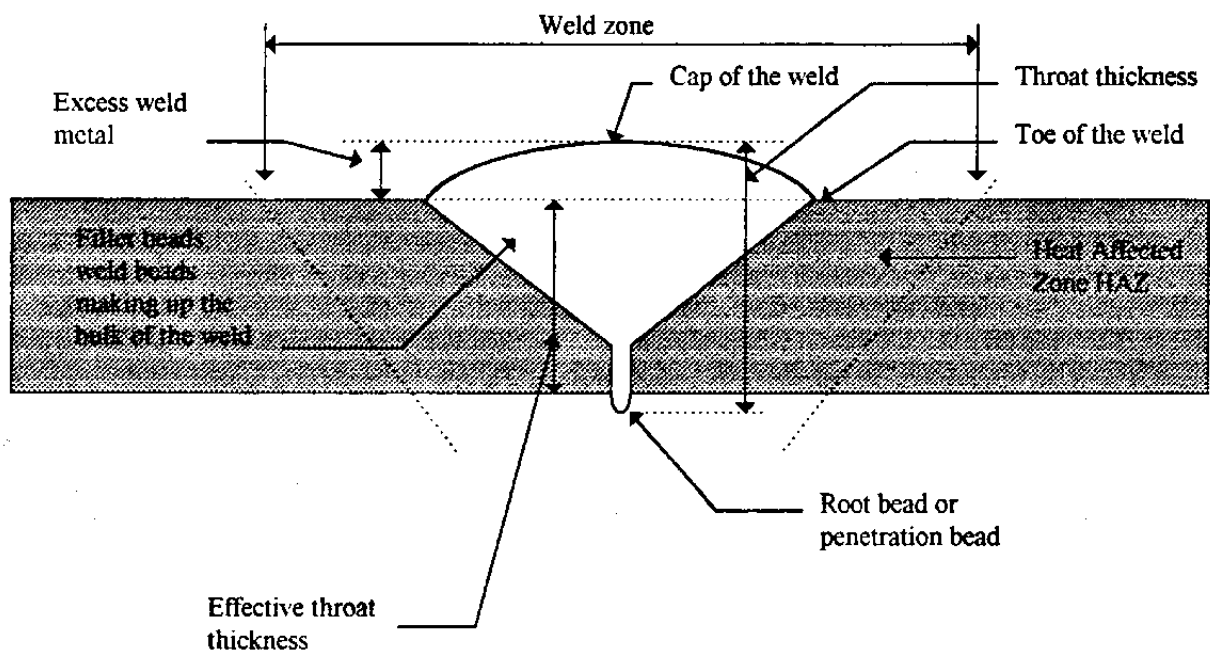 Weld zone
Cap of the weld
Throat thickness
Excess weld
metal
Toe of the weld
Filler beads
weld beads
making up the
bulk of the weld
Heat Affected
Zone HAZ
Root bead or
penetration bead
Effective throat
thickness